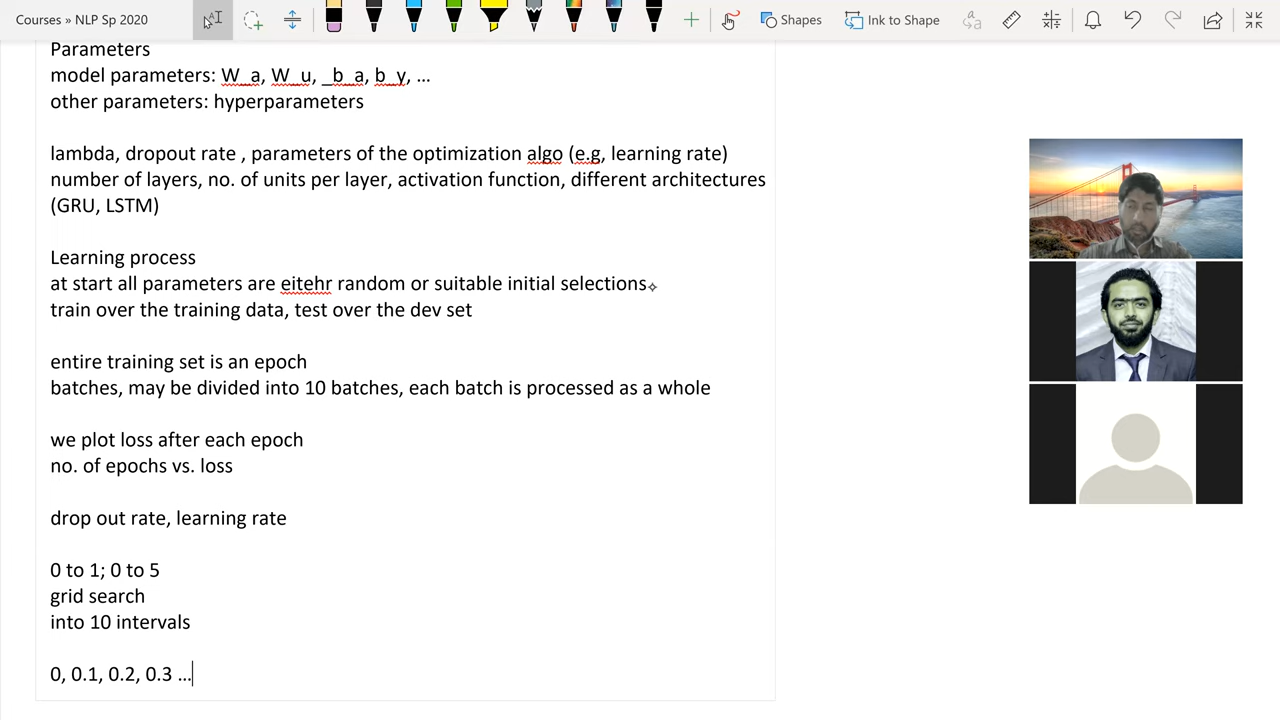 Courses » NLP Sp 2020
Shapes
Ink to Shape
Parameters
model parameters: W_a, W_u, _b_a, b_y, ...
other parameters: hyperparameters
lambda, dropout rate , parameters of the optimization algo (e.g, learning rate)
number of layers, no. of units per layer, activation function, different architectures
(GRU, LSTM)
Learning process
at start all parameters are eitehr random or suitable initial selections
train over the training data, test over the dev set
entire training set is an epoch
batches, may be divided into 10 batches, each batch is processed as a whole
we plot loss after each epoch
no. of epochs vs. loss
drop out rate, learning rate
0 to 1; 0 to 5
grid search
into 10 intervals
0, 0.1, 0.2, 0.3 ...